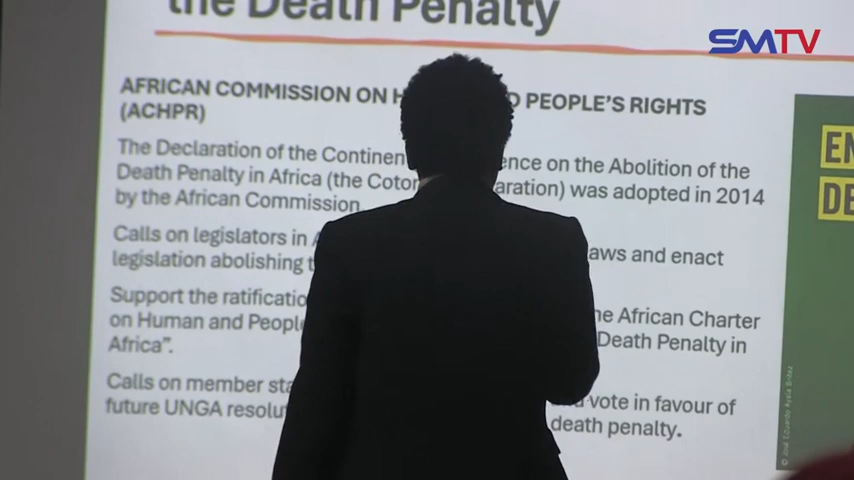 the Death Penalty
SMTV
AFRICAN COMMISSION ON PEOPLE'S RIGHTS
(ACHPR)
The Declaration of the Continen ence on the Abolition of the
Death Penalty in Africa (the Coto aration) was adopted in 2014
by the African Commission
Calls on legislators in aws and enact
legislation abolishing
Support the ratificatio he African Charter
on Human and People Death Penalty in
Africa".
Calls on member sta and vote in favour of
future UNGA resolu death penalty.
EN
DE